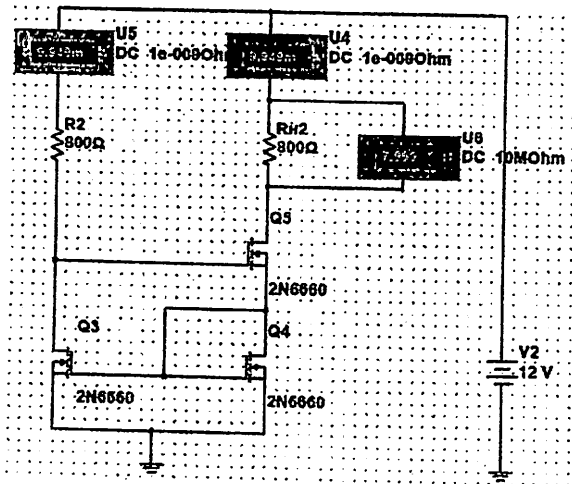 U5
DC 1e-009Ohm
U4
DC 1e-009Ohm
R2
800Ω
800Ω
U6
DC 10MOhm
Q5
2N6660
Q3
2N6660
Q4
2N6660
V2
12 V